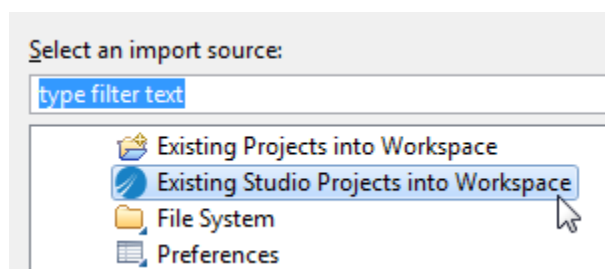 Select an import source:
type filter text
Existing Projects into Workspace
Existing Studio Projects into Workspace
File System
Preferences